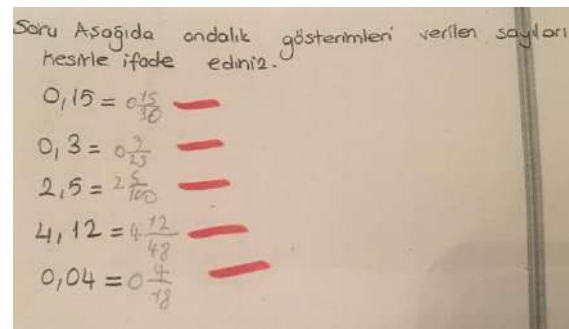 Soru Aşağıda ondalık gösterimleri verilen sayıları
kesirle ifade ediniz.
0,15 = 0 15/30
0,3 = 0 3/25
2,5 = 2 5/100
4,12 = 4 12/48
0,04 = 0 4/18